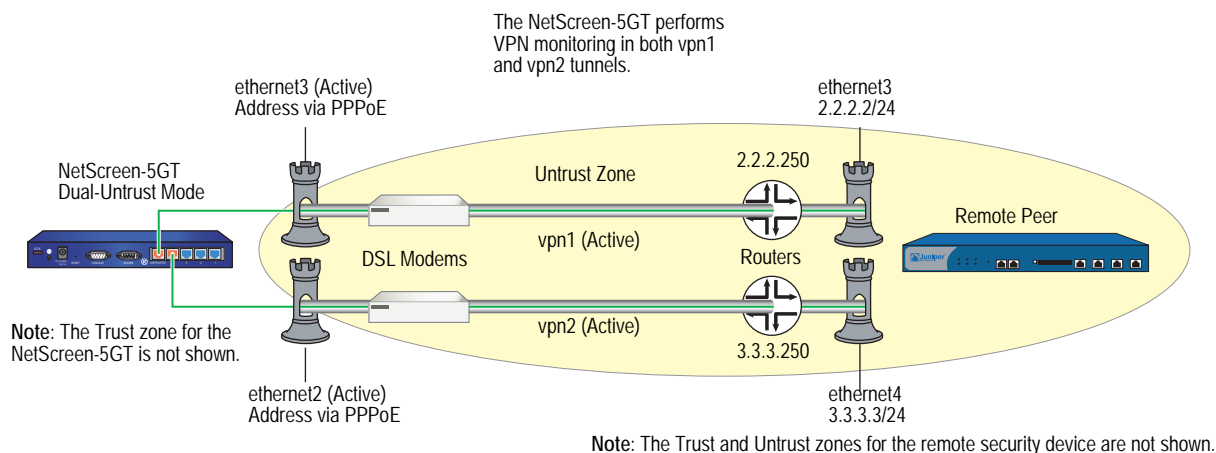 The NetScreen-5GT performs
VPN monitoring in both vpn1
and vpn2 tunnels.
ethernet3 (Active)
Address via PPPoE
ethernet3
2.2.2.2/24
NetScreen-5GT
Dual-Untrust Mode
Untrust Zone
2.2.2.250
Remote Peer
vpn1 (Active)
DSL Modems
Routers
Juniper
vpn2 (Active)
3.3.3.250
Note: The Trust zone for the
NetScreen-5GT is not shown.
ethernet2 (Active)
Address via PPPoE
ethernet4
3.3.3.3/24
Note: The Trust and Untrust zones for the remote security device are not shown.